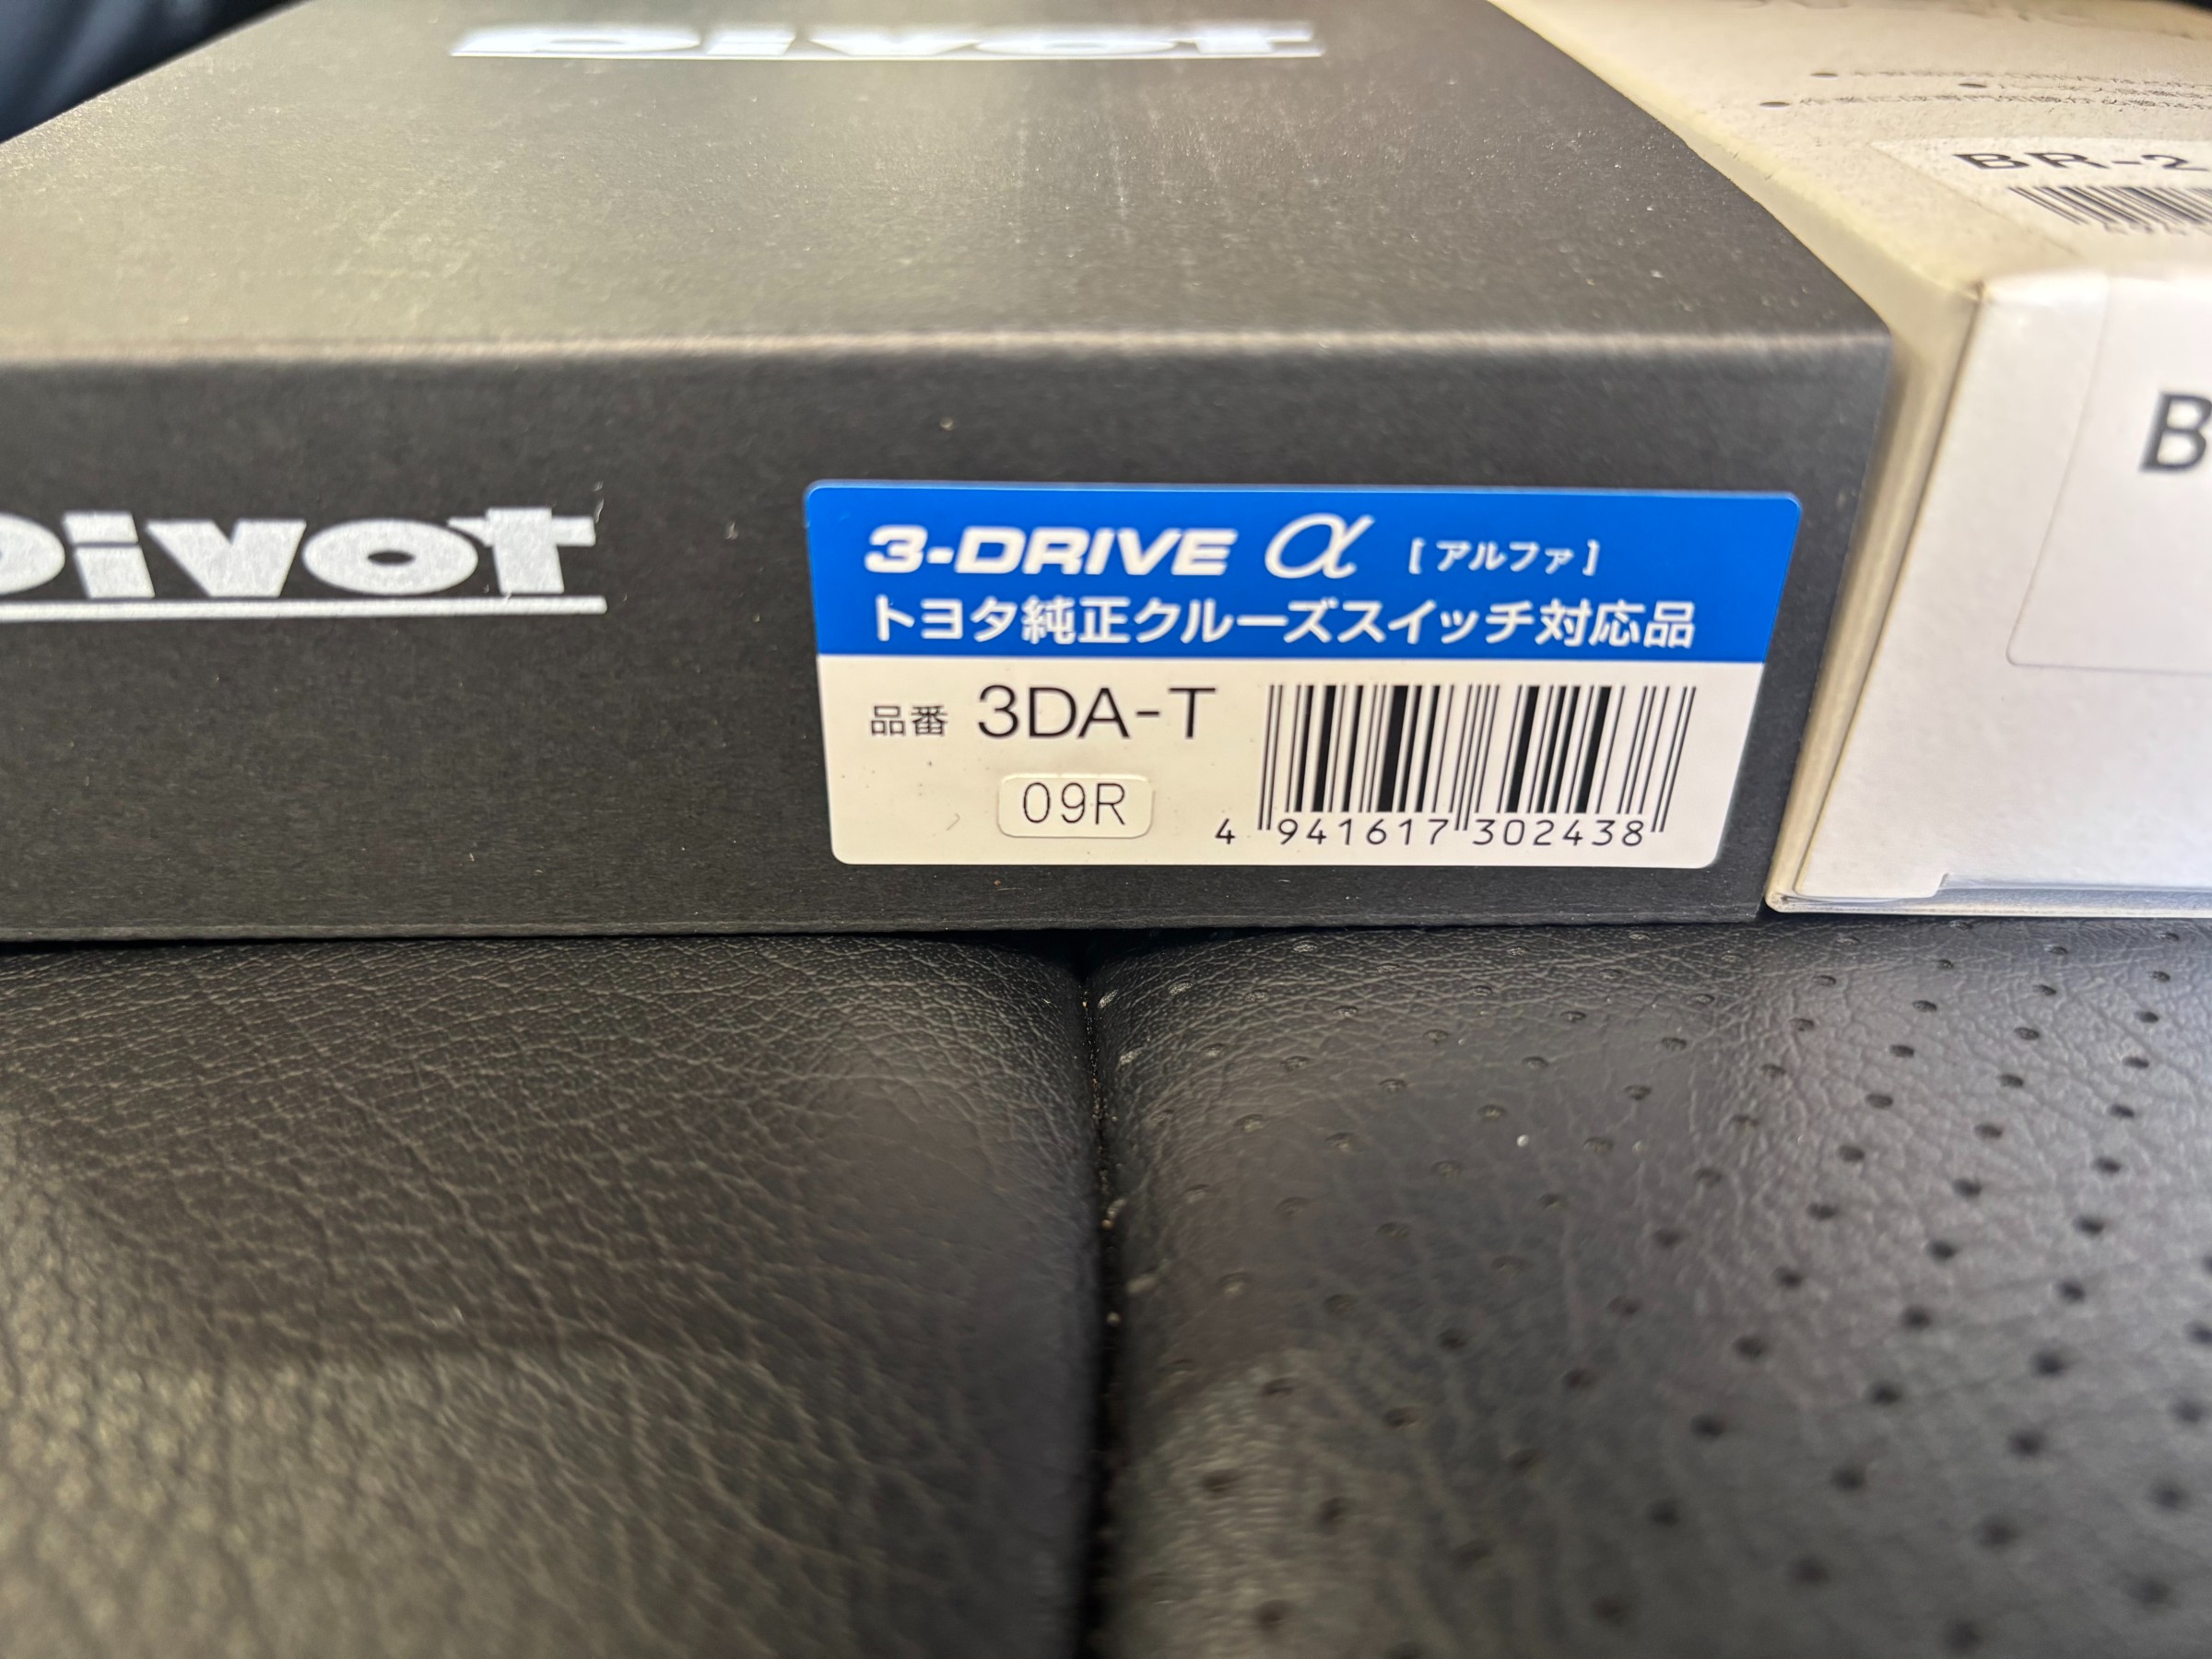 pivot
BR-2
pivot
3-DRIVE α [アルファ]
トヨタ純正クルーズスイッチ対応品
品番 3DA-T
09R
4 941617 302438
B